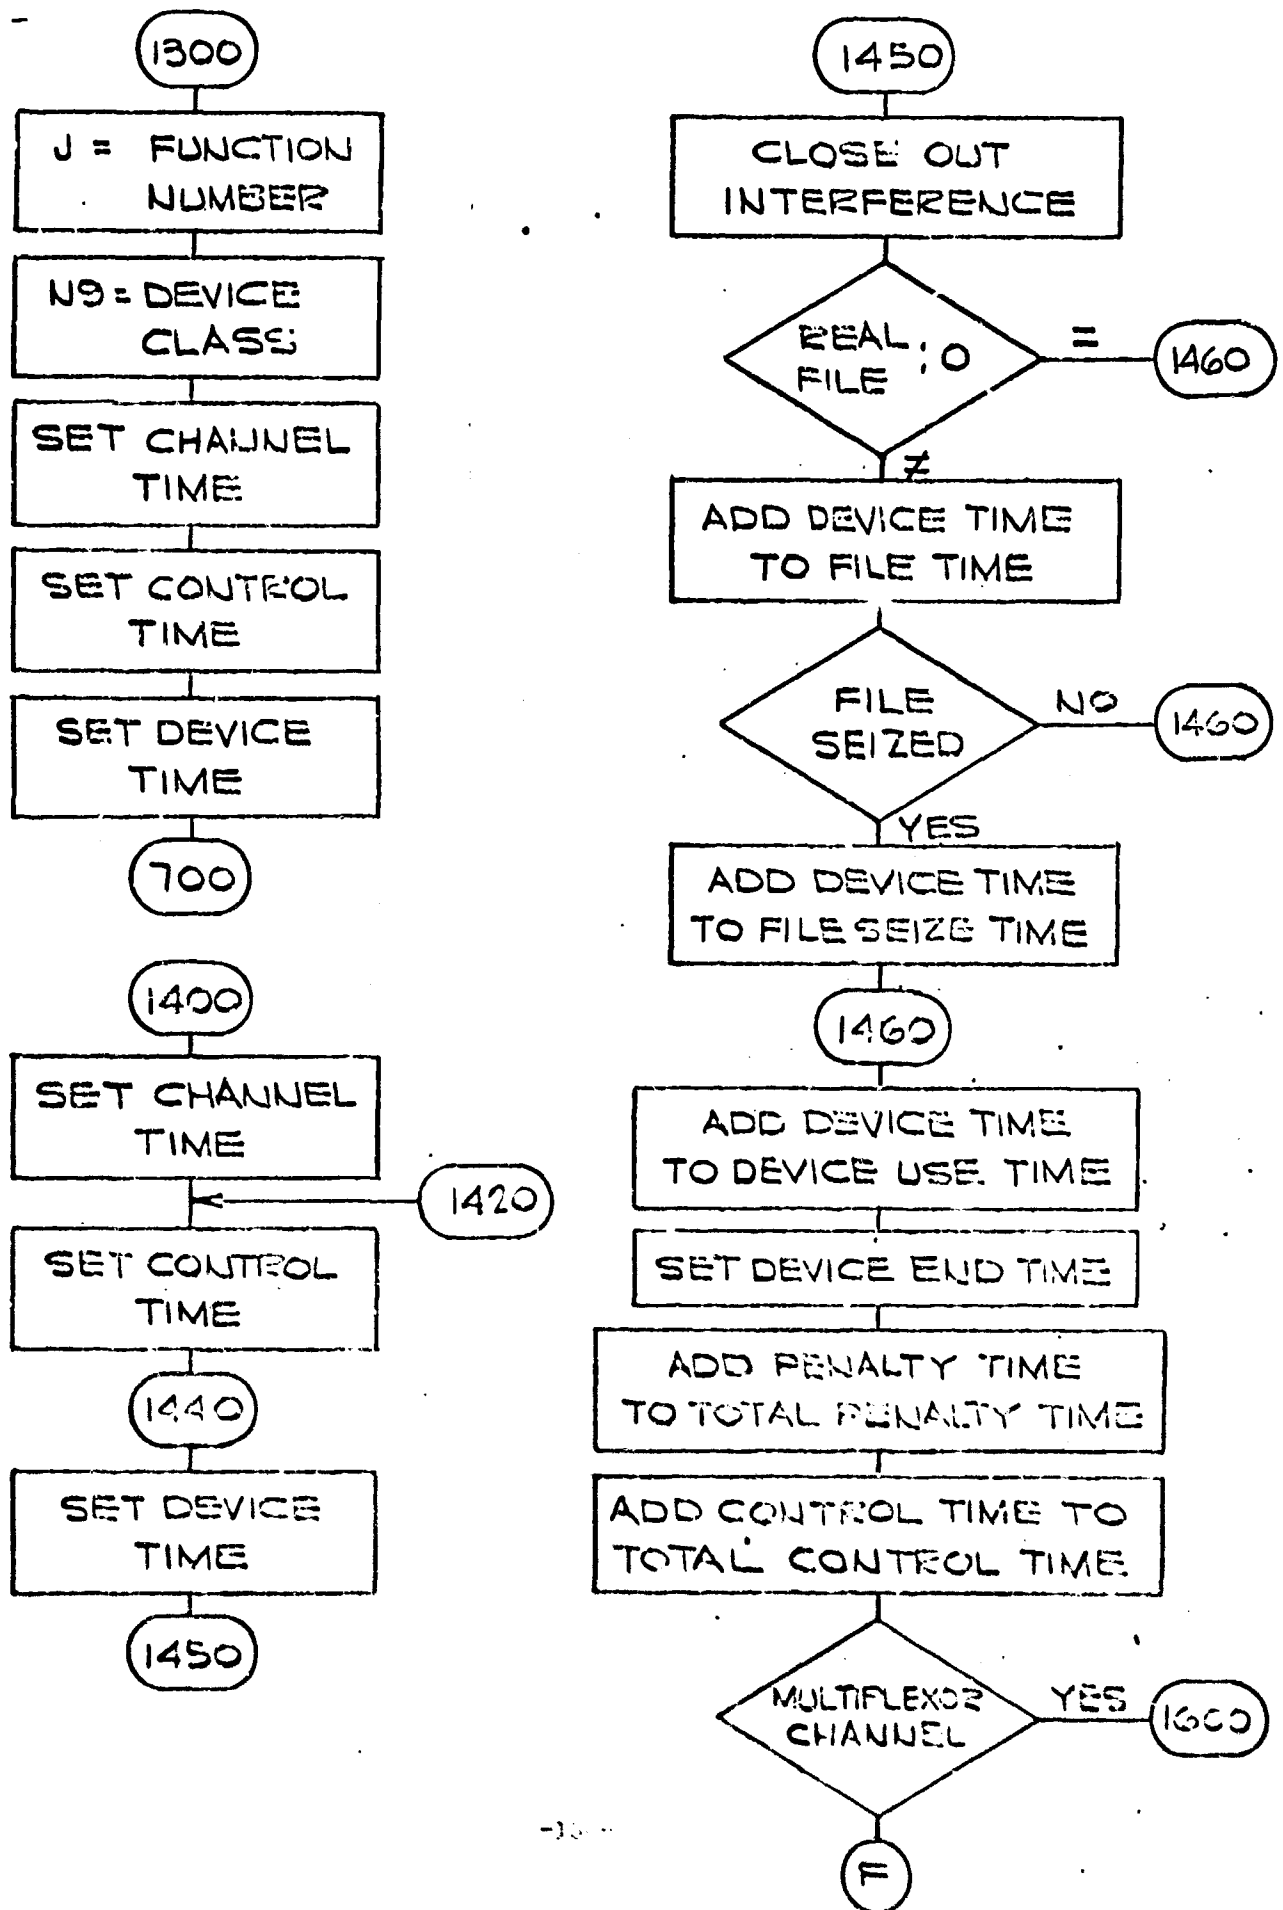 1300
J = FUNCTION
NUMBER
N9 = DEVICE
CLASS
SET CHANNEL
TIME
SET CONTROL
TIME
SET DEVICE
TIME
700
1400
SET CHANNEL
TIME
1420
SET CONTROL
TIME
1440
SET DEVICE
TIME
1450
1450
CLOSE OUT
INTERFERENCE
REAL
FILE : 0
=
1460
≠
ADD DEVICE TIME
TO FILE TIME
FILE
SEIZED
NO
1460
YES
ADD DEVICE TIME
TO FILE SEIZE TIME
1460
ADD DEVICE TIME
TO DEVICE USE TIME
SET DEVICE END TIME
ADD PENALTY TIME
TO TOTAL PENALTY TIME
ADD CONTROL TIME TO
TOTAL CONTROL TIME
MULTIPLEXOR
CHANNEL
YES
1600
F